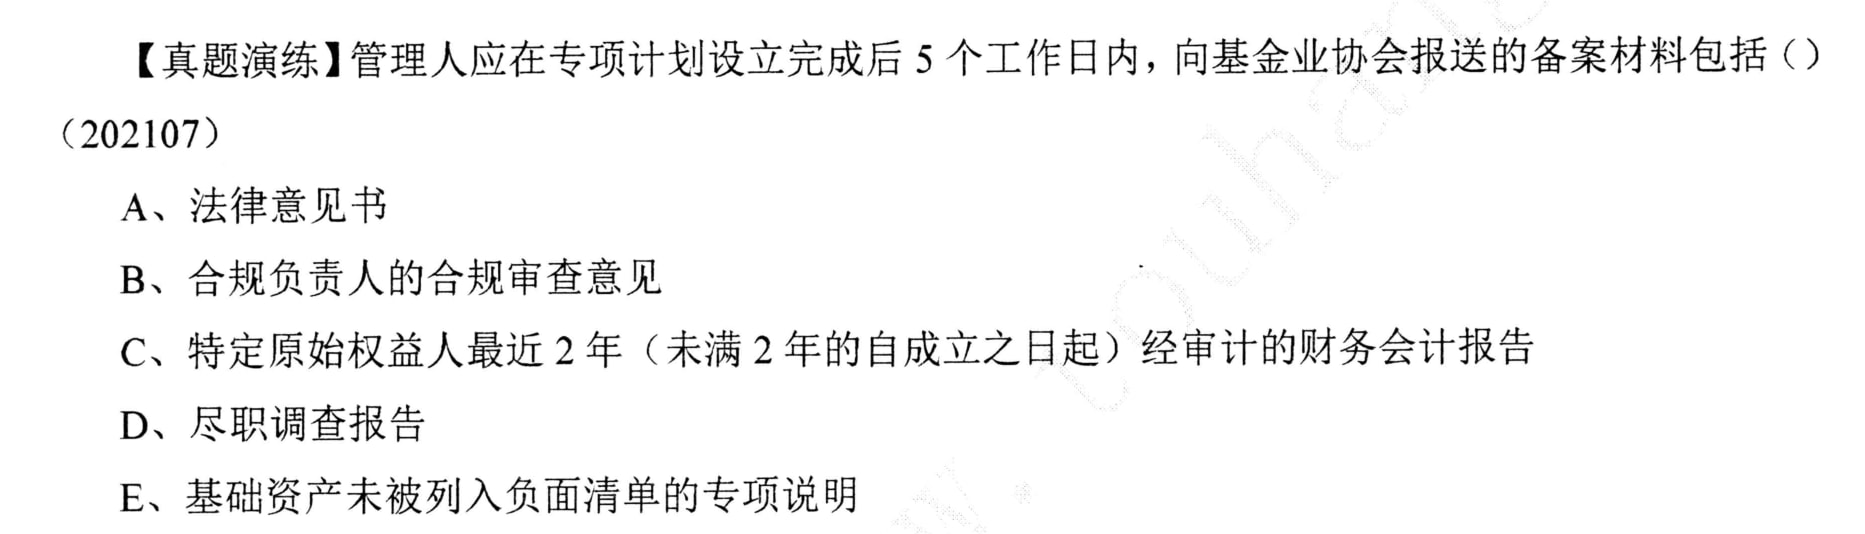 【真题演练】管理人应在专项计划设立完成后 5 个工作日内，向基金业协会报送的备案材料包括（）
（202107）
A、法律意见书
B、合规负责人的合规审查意见
C、特定原始权益人最近 2 年（未满 2 年的自成立之日起）经审计的财务会计报告
D、尽职调查报告
E、基础资产未被列入负面清单的专项说明